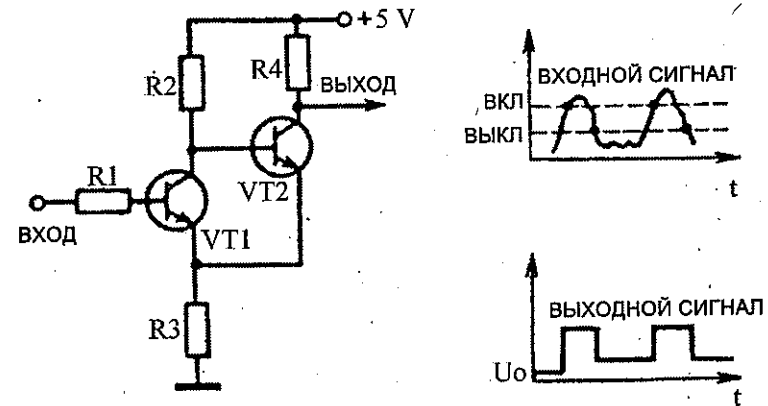 +5 V
R2
R4
ВЫХОД
R1
VT2
ВХОД
VT1
R3
ВХОДНОЙ СИГНАЛ
ВКЛ
ВЫКЛ
t
ВЫХОДНОЙ СИГНАЛ
Uo
t